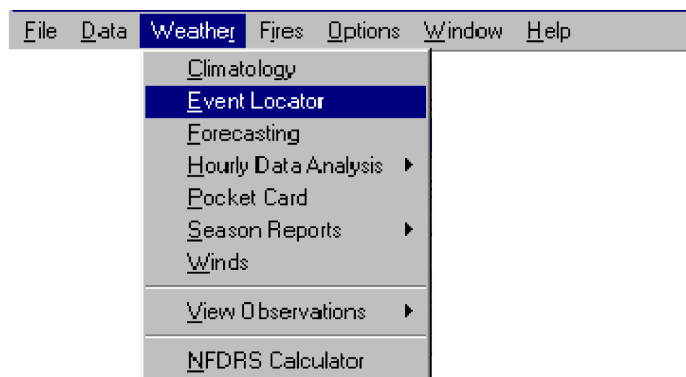 File Data Weather Fires Options Window Help
Climatology
Event Locator
Forecasting
Hourly Data Analysis
Pocket Card
Season Reports
Winds
View Observations
NFDRS Calculator